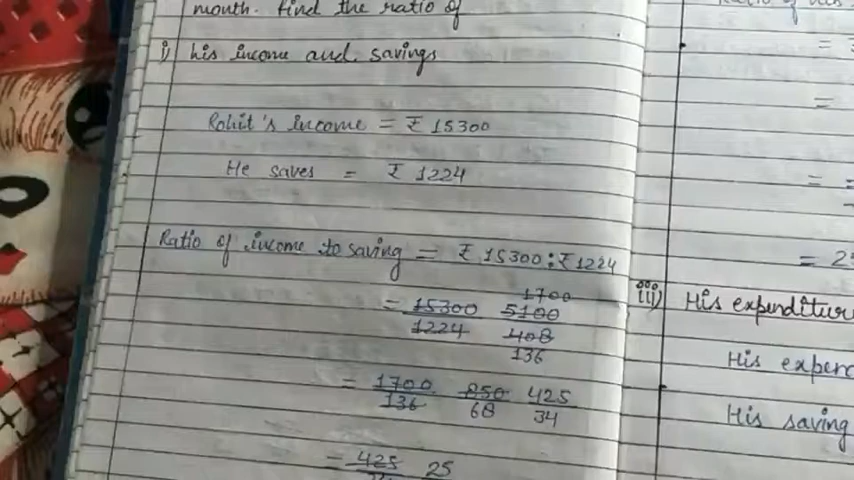 month. Find the ratio of
i) his income and savings
Rohit's income = ₹ 15300
He saves = ₹ 1224
Ratio of income to saving = ₹ 15300 : ₹ 1224
1700
= 15300 5100
1224 408
136
= 1700 850 425
136 68 34
= 425 25
= 
= 
= 
= 25
iii) His expenditur
His expen
His saving